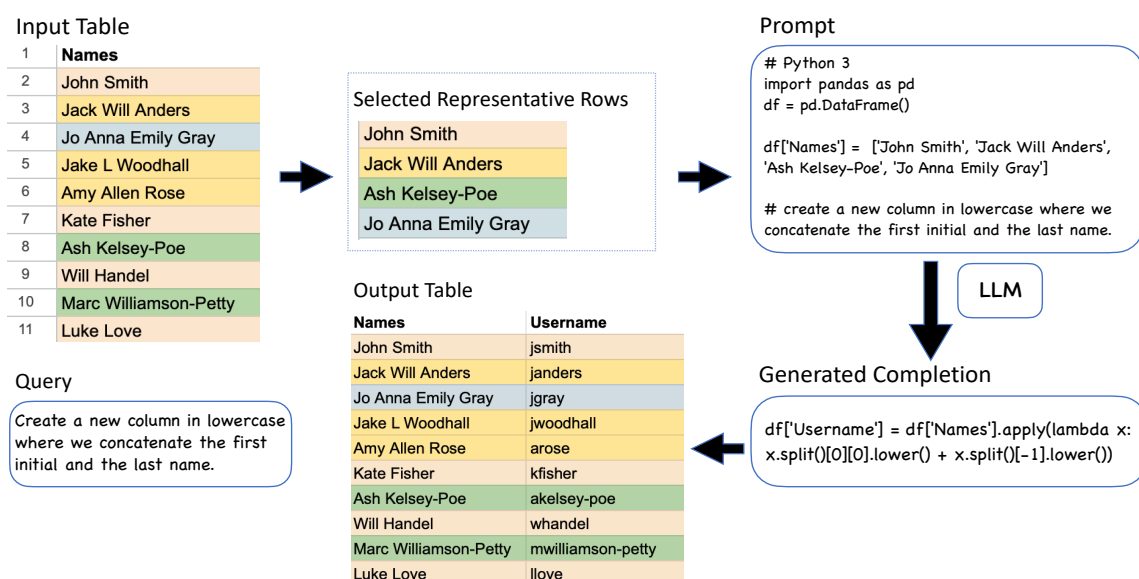 Input Table
1 Names
2 John Smith
3 Jack Will Anders
4 Jo Anna Emily Gray
5 Jake L Woodhall
6 Amy Allen Rose
7 Kate Fisher
8 Ash Kelsey-Poe
9 Will Handel
10 Marc Williamson-Petty
11 Luke Love
Query
Create a new column in lowercase
where we concatenate the first
initial and the last name.
Selected Representative Rows
John Smith
Jack Will Anders
Ash Kelsey-Poe
Jo Anna Emily Gray
Prompt
# Python 3
import pandas as pd
df = pd.DataFrame()
df['Names'] = ['John Smith', 'Jack Will Anders',
'Ash Kelsey-Poe', 'Jo Anna Emily Gray']
# create a new column in lowercase where we
concatenate the first initial and the last name.
LLM
Generated Completion
df['Username'] = df['Names'].apply(lambda x:
x.split()[0][0].lower() + x.split()[-1].lower())
Output Table
Names Username
John Smith jsmith
Jack Will Anders janders
Jo Anna Emily Gray jgray
Jake L Woodhall jwoodhall
Amy Allen Rose arose
Kate Fisher kfisher
Ash Kelsey-Poe akelsey-poe
Will Handel whandel
Marc Williamson-Petty mwilliamson-petty
Luke Love llove